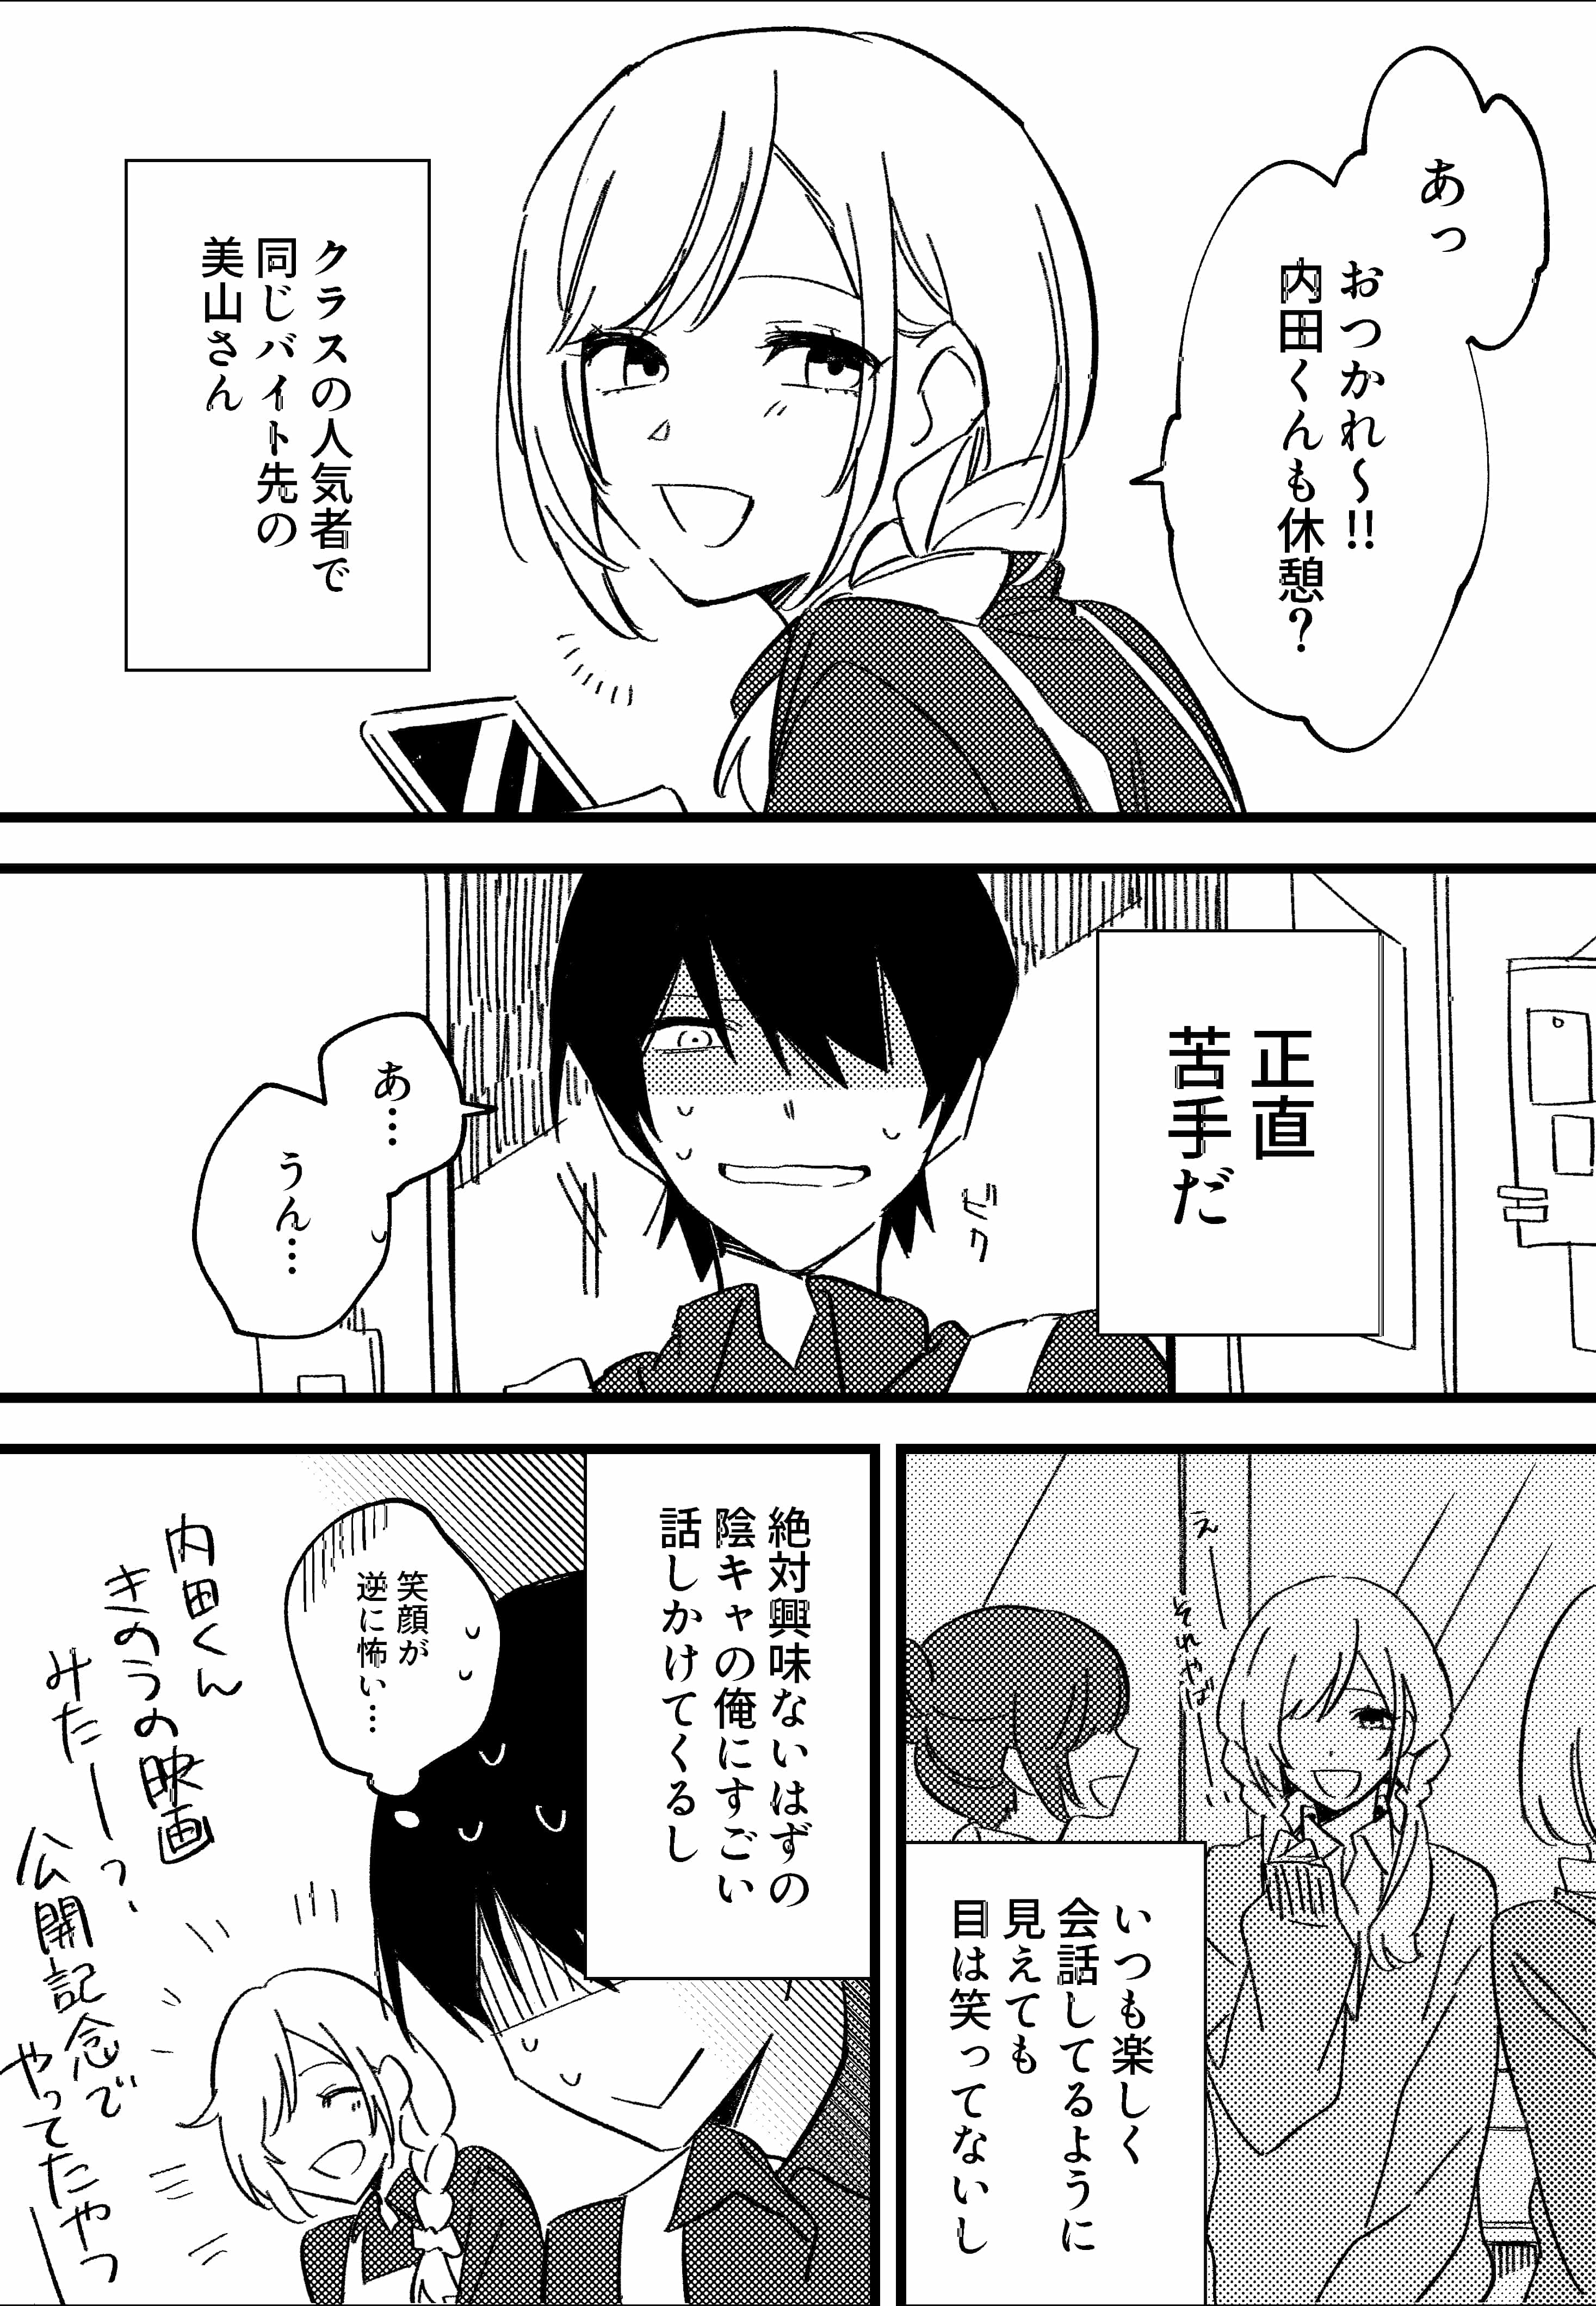 あっ
おつかれ〜!!
内田くんも休憩?
クラスの人気者で
同じバイト先の
美山さん
正直
苦手だ
ビク
あ…
うん…
えー
それやばー
いつも楽しく
会話してるように
見えても
目は笑ってないし
絶対興味ないはずの
陰キャの俺にすごい
話しかけてくるし
笑顔が
逆に怖い…
内田くん
きのうの映画
みたーっ、
公開記念で
やってたやつ